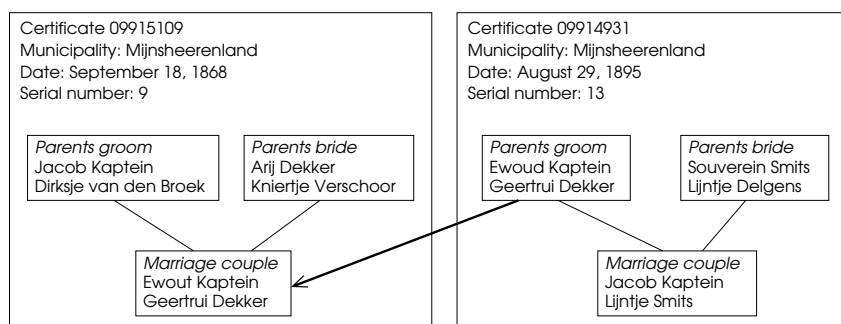 Certificate 09915109
Municipality: Mijnsheerenland
Date: September 18, 1868
Serial number: 9
Parents groom
Jacob Kaptein
Dirksje van den Broek
Parents bride
Arij Dekker
Kniertje Verschoor
Marriage couple
Ewout Kaptein
Geertrui Dekker
Certificate 09914931
Municipality: Mijnsheerenland
Date: August 29, 1895
Serial number: 13
Parents groom
Ewoud Kaptein
Geertrui Dekker
Parents bride
Souverein Smits
Lijntje Delgens
Marriage couple
Jacob Kaptein
Lijntje Smits